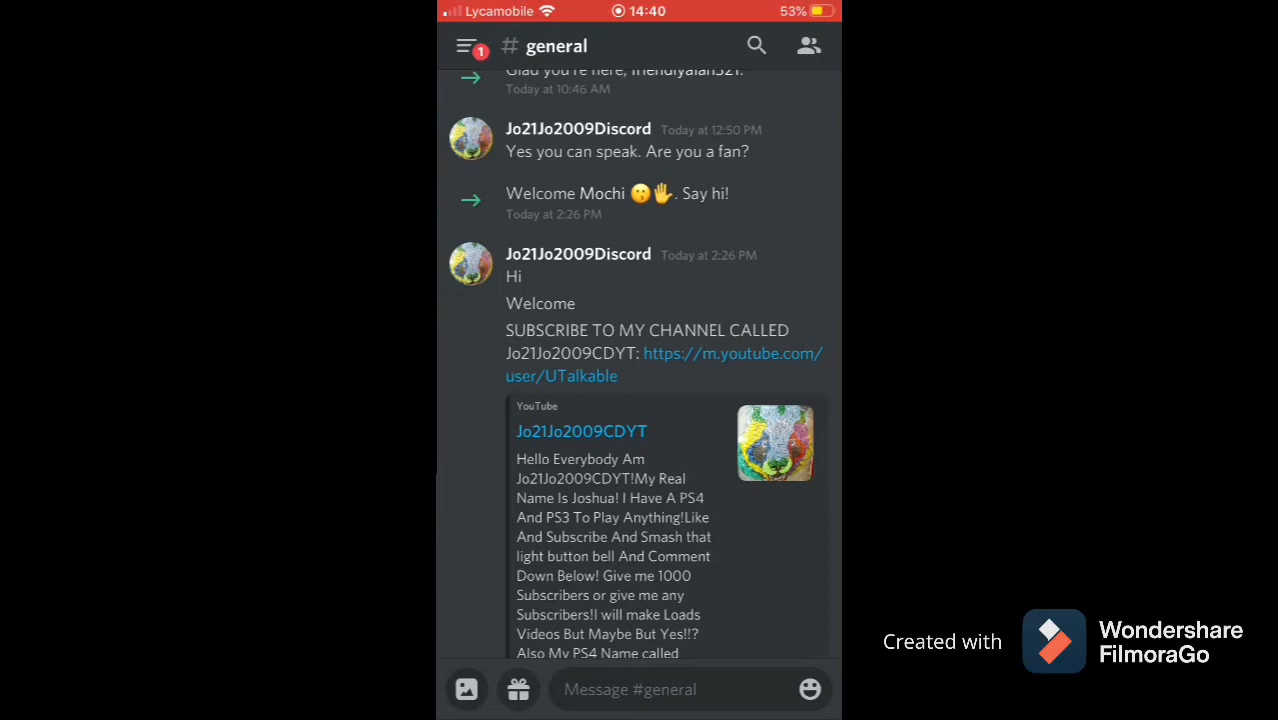 Lycamobile 14:40 53%
1 # general
Glad you're here, friendlyalan321.
Today at 10:46 AM
Jo21Jo2009Discord Today at 12:50 PM
Yes you can speak. Are you a fan?
Welcome Mochi 😗✋. Say hi!
Today at 2:26 PM
Jo21Jo2009Discord Today at 2:26 PM
Hi
Welcome
SUBSCRIBE TO MY CHANNEL CALLED
Jo21Jo2009CDYT: https://m.youtube.com/
user/UTalkable
YouTube
Jo21Jo2009CDYT
Hello Everybody Am
Jo21Jo2009CDYT!My Real
Name Is Joshua! I Have A PS4
And PS3 To Play Anything!Like
And Subscribe And Smash that
light button bell And Comment
Down Below! Give me 1000
Subscribers or give me any
Subscribers!I will make Loads
Videos But Maybe But Yes!!?
Also My PS4 Name called
Message #general
Created with Wondershare
FilmoraGo